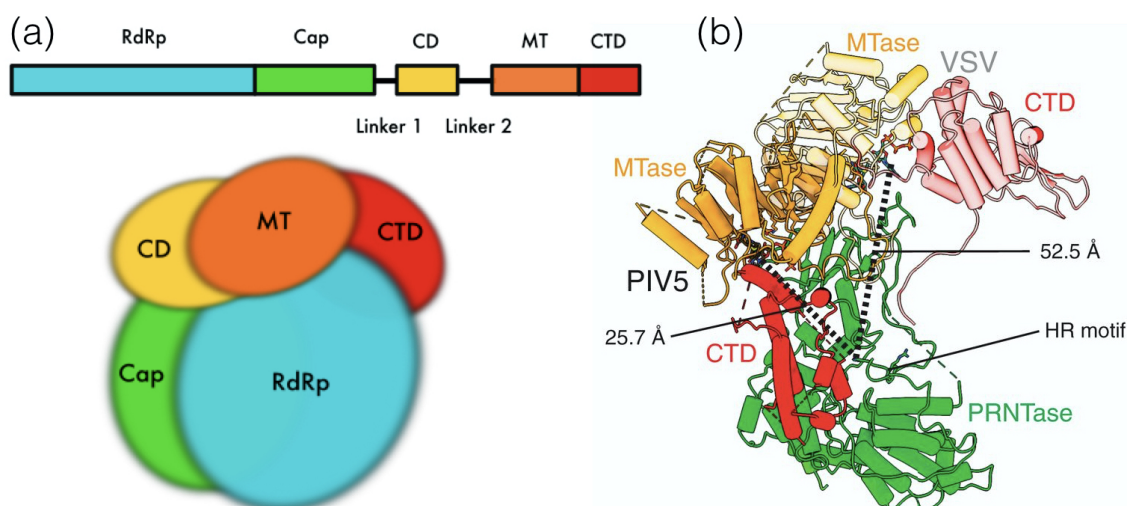 (a)
RdRp Cap CD MT CTD
Linker 1 Linker 2
MT
CD CTD
Cap
RdRp
(b)
MTase
VSV
CTD
MTase
PIV5
52.5 Å
25.7 Å
HR motif
CTD
PRNTase